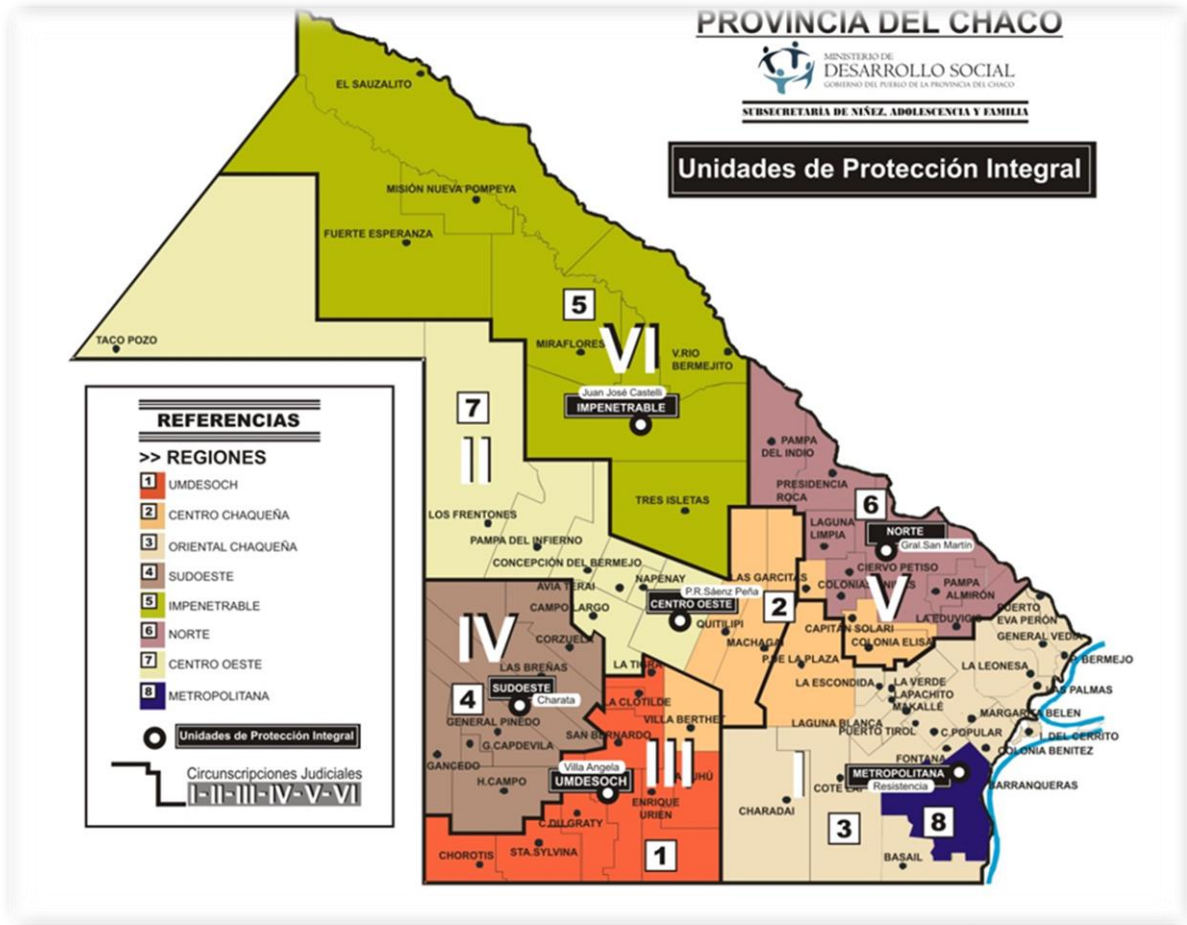 PROVINCIA DEL CHACO
MINISTERIO DE
DESARROLLO SOCIAL
GOBIERNO DEL PUEBLO DE LA PROVINCIA DEL CHACO
SUBSECRETARÍA DE NIÑEZ, ADOLESCENCIA Y FAMILIA
Unidades de Protección Integral
EL SAUZALITO
MISIÓN NUEVA POMPEYA
FUERTE ESPERANZA
5
VI
TACO POZO
MIRAFLORES
V.RIO
BERMEJITO
Juan José Castelli
IMPENETRABLE
7
II
PAMPA
DEL INDIO
PRESIDENCIA
ROCA
TRES ISLETAS
6
LOS FRENTONES
LAGUNA
LIMPIA
NORTE
Gral.San Martín
PAMPA DEL INFIERNO
CONCEPCIÓN DEL BERMEJO
CIERVO PETISO
AVIA TERAI
NAPENAY
LAS GARCITAS
COLONIAS UNIDAS
PAMPA
ALMIRÓN
V
P.R.Sáenz Peña
CENTRO OESTE
2
CAMPO LARGO
QUITILIPI
CAPITÁN SOLARI
LA EDUVIGIS
PUERTO
EVA PERÓN
IV
CORZUELA
MACHAGAI
COLONIA ELISA
GENERAL VEDIA
LAS BREÑAS
LA TIGRA
P.DE LA PLAZA
LA LEONESA
P. BERMEJO
SUDOESTE
Charata
4
LA CLOTILDE
LA ESCONDIDA
LA VERDE
LAPACHITO
MAKALLÉ
LAS PALMAS
GENERAL PINEDO
VILLA BERTHET
LAGUNA BLANCA
PUERTO TIROL
MARGARITA BELEN
G.CAPDEVILA
SAN BERNARDO
III
C.POPULAR
I. DEL CERRITO
COLONIA BENITEZ
GANCEDO
FONTANA
I
Villa Angela
UMDESOCH
METROPOLITANA
Resistencia
BARRANQUERAS
H.CAMPO
ENRIQUE
URIÉN
CHARADAI
C.DU GRATY
3
8
CHOROTIS
STA.SYLVINA
1
BASAIL
REFERENCIAS
>> REGIONES
1 UMDESOCH
2 CENTRO CHAQUEÑA
3 ORIENTAL CHAQUEÑA
4 SUDOESTE
5 IMPENETRABLE
6 NORTE
7 CENTRO OESTE
8 METROPOLITANA
Unidades de Protección Integral
Circunscripciones Judiciales
I-II-III-IV-V-VI